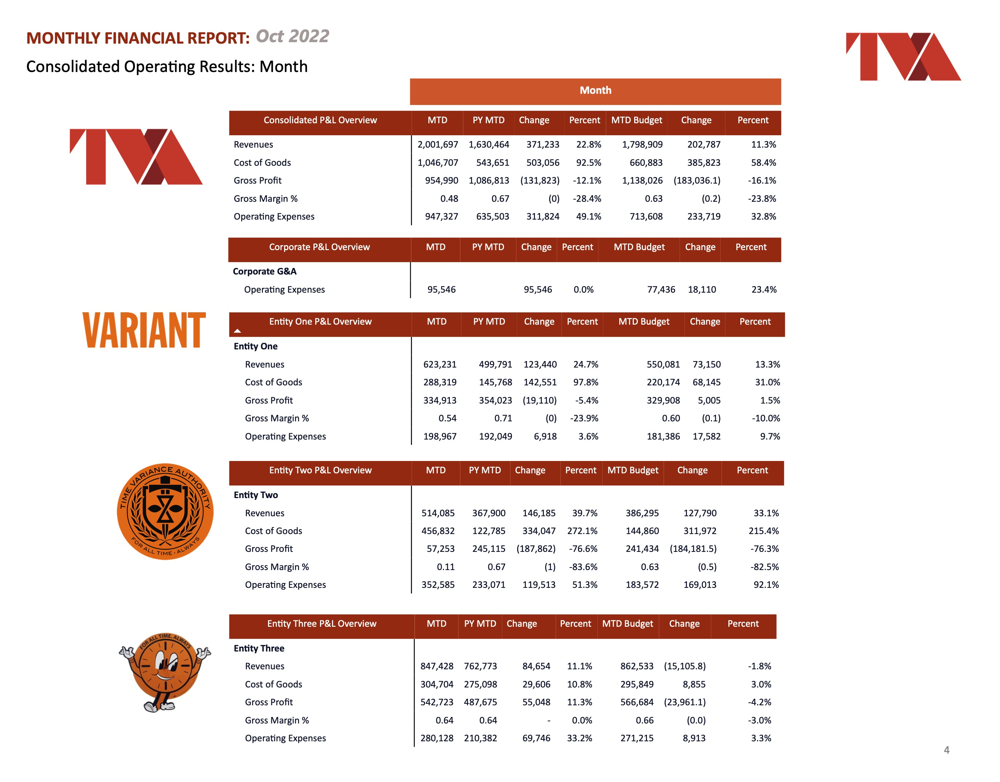 MONTHLY FINANCIAL REPORT: Oct 2022
TVA
Consolidated Operating Results: Month
Month
Consolidated P&L Overview MTD PY MTD Change Percent MTD Budget Change Percent
TVA
Revenues 2,001,697 1,630,464 371,233 22.8% 1,798,909 202,787 11.3%
Cost of Goods 1,046,707 543,651 503,056 92.5% 660,883 385,823 58.4%
Gross Profit 954,990 1,086,813 (131,823) -12.1% 1,138,026 (183,036.1) -16.1%
Gross Margin % 0.48 0.67 (0) -28.4% 0.63 (0.2) -23.8%
Operating Expenses 947,327 635,503 311,824 49.1% 713,608 233,719 32.8%
Corporate P&L Overview MTD PY MTD Change Percent MTD Budget Change Percent
Corporate G&A
Operating Expenses 95,546 95,546 0.0% 77,436 18,110 23.4%
VARIANT
Entity One P&L Overview MTD PY MTD Change Percent MTD Budget Change Percent
Entity One
Revenues 623,231 499,791 123,440 24.7% 550,081 73,150 13.3%
Cost of Goods 288,319 145,768 142,551 97.8% 220,174 68,145 31.0%
Gross Profit 334,913 354,023 (19,110) -5.4% 329,908 5,005 1.5%
Gross Margin % 0.54 0.71 (0) -23.9% 0.60 (0.1) -10.0%
Operating Expenses 198,967 192,049 6,918 3.6% 181,386 17,582 9.7%
TIME VARIANCE AUTHORITY
FOR ALL TIME · ALWAYS
Entity Two P&L Overview MTD PY MTD Change Percent MTD Budget Change Percent
Entity Two
Revenues 514,085 367,900 146,185 39.7% 386,295 127,790 33.1%
Cost of Goods 456,832 122,785 334,047 272.1% 144,860 311,972 215.4%
Gross Profit 57,253 245,115 (187,862) -76.6% 241,434 (184,181.5) -76.3%
Gross Margin % 0.11 0.67 (1) -83.6% 0.63 (0.5) -82.5%
Operating Expenses 352,585 233,071 119,513 51.3% 183,572 169,013 92.1%
Entity Three P&L Overview MTD PY MTD Change Percent MTD Budget Change Percent
FOR ALL TIME. ALWAYS
Entity Three
Revenues 847,428 762,773 84,654 11.1% 862,533 (15,105.8) -1.8%
Cost of Goods 304,704 275,098 29,606 10.8% 295,849 8,855 3.0%
Gross Profit 542,723 487,675 55,048 11.3% 566,684 (23,961.1) -4.2%
Gross Margin % 0.64 0.64 - 0.0% 0.66 (0.0) -3.0%
Operating Expenses 280,128 210,382 69,746 33.2% 271,215 8,913 3.3%
4